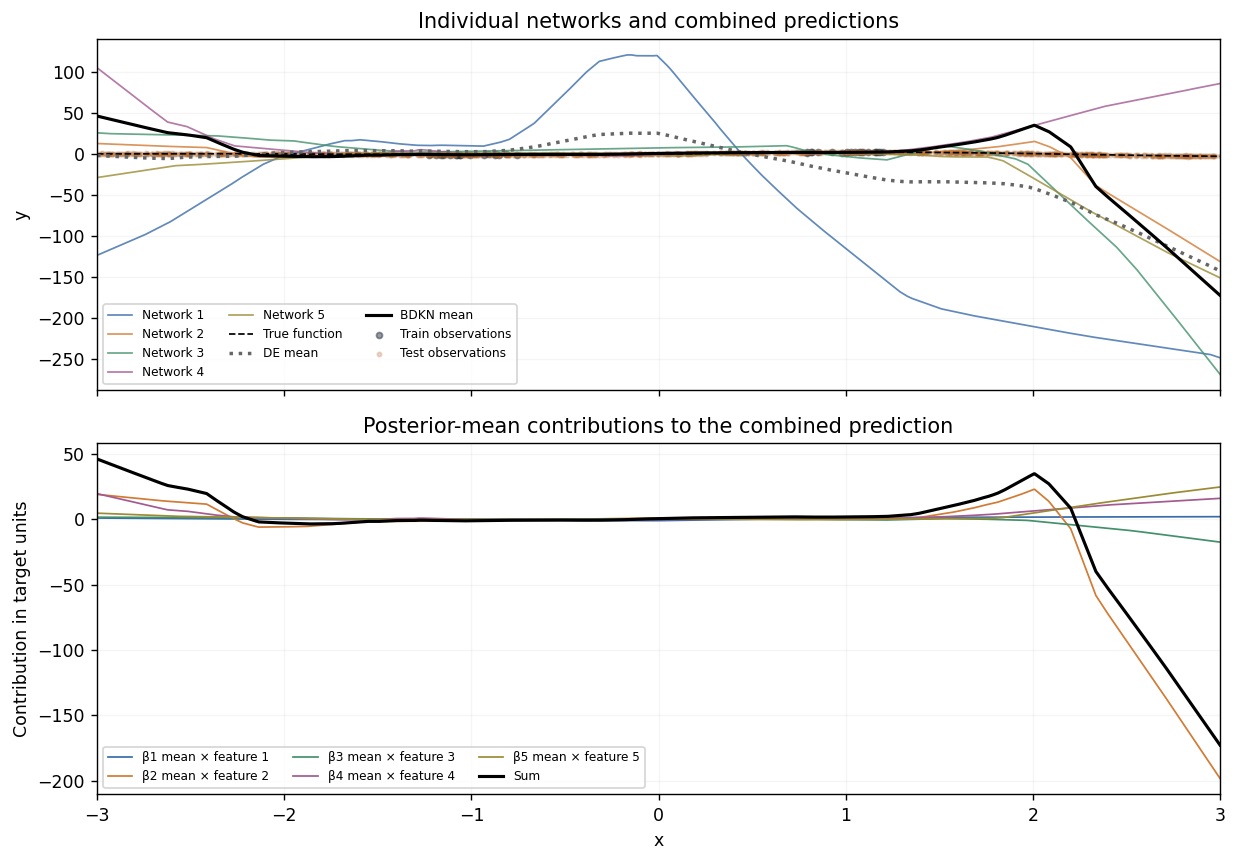 Individual networks and combined predictions
100
50
0
−50
−100
−150
−200
−250
y
Network 1
Network 2
Network 3
Network 4
Network 5
True function
DE mean
BDKN mean
Train observations
Test observations
Posterior-mean contributions to the combined prediction
50
0
−50
−100
−150
−200
Contribution in target units
β1 mean × feature 1
β2 mean × feature 2
β3 mean × feature 3
β4 mean × feature 4
β5 mean × feature 5
Sum
−3 −2 −1 0 1 2 3
x